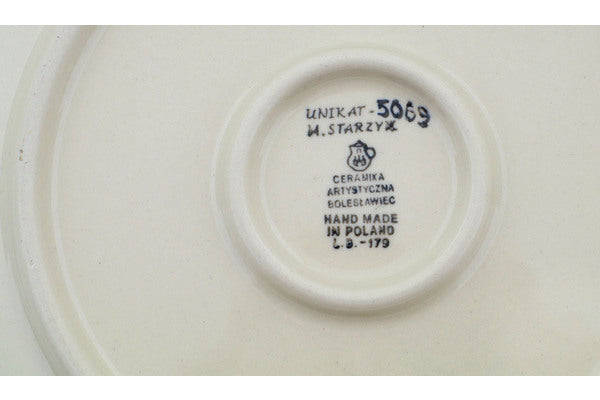 UNIKAT - 5069
M. STARZYK
CERAMIKA
ARTYSTYCZNA
BOLESŁAWIEC
HAND MADE
IN POLAND
L.B.-179